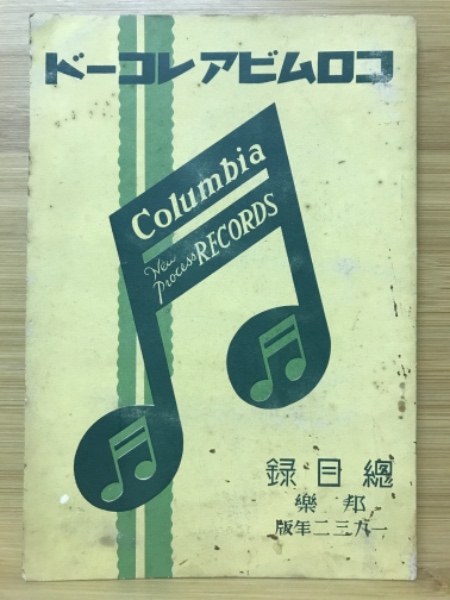 コロムビアレコード
Columbia
New
process RECORDS
總目録
邦樂
一九三二年版